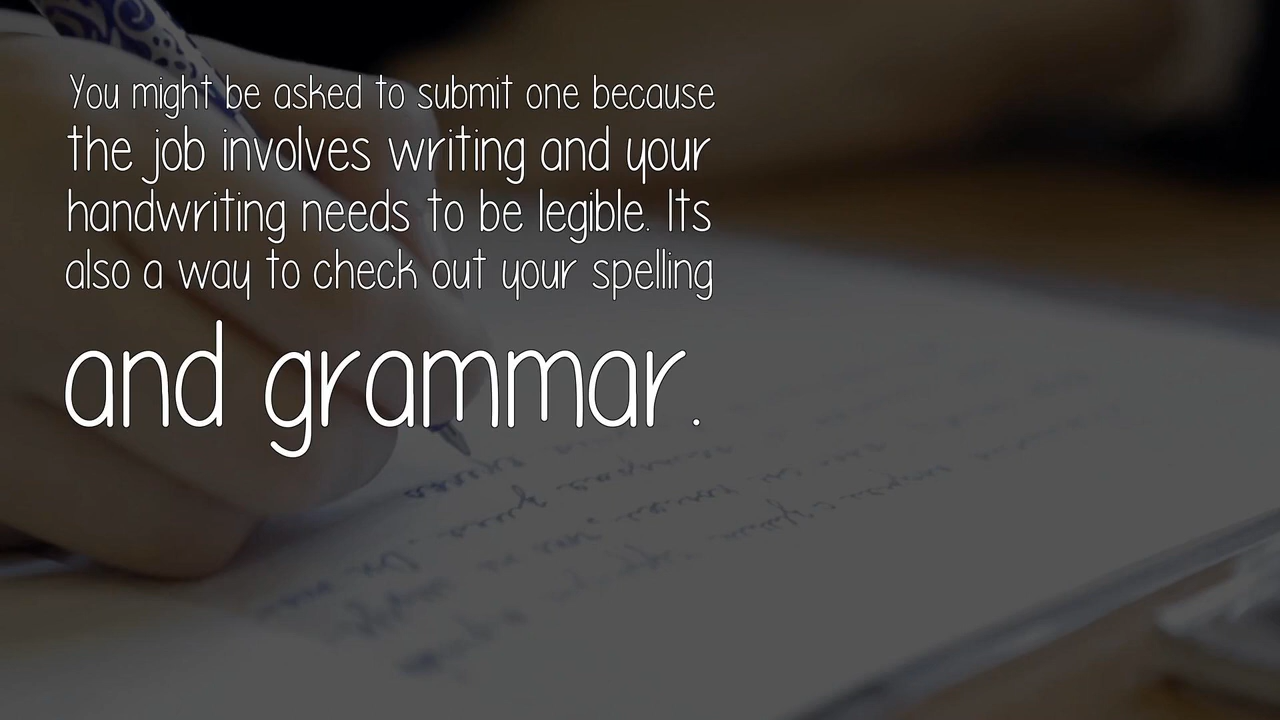 You might be asked to submit one because
the job involves writing and your
handwriting needs to be legible. Its
also a way to check out your spelling
and grammar.